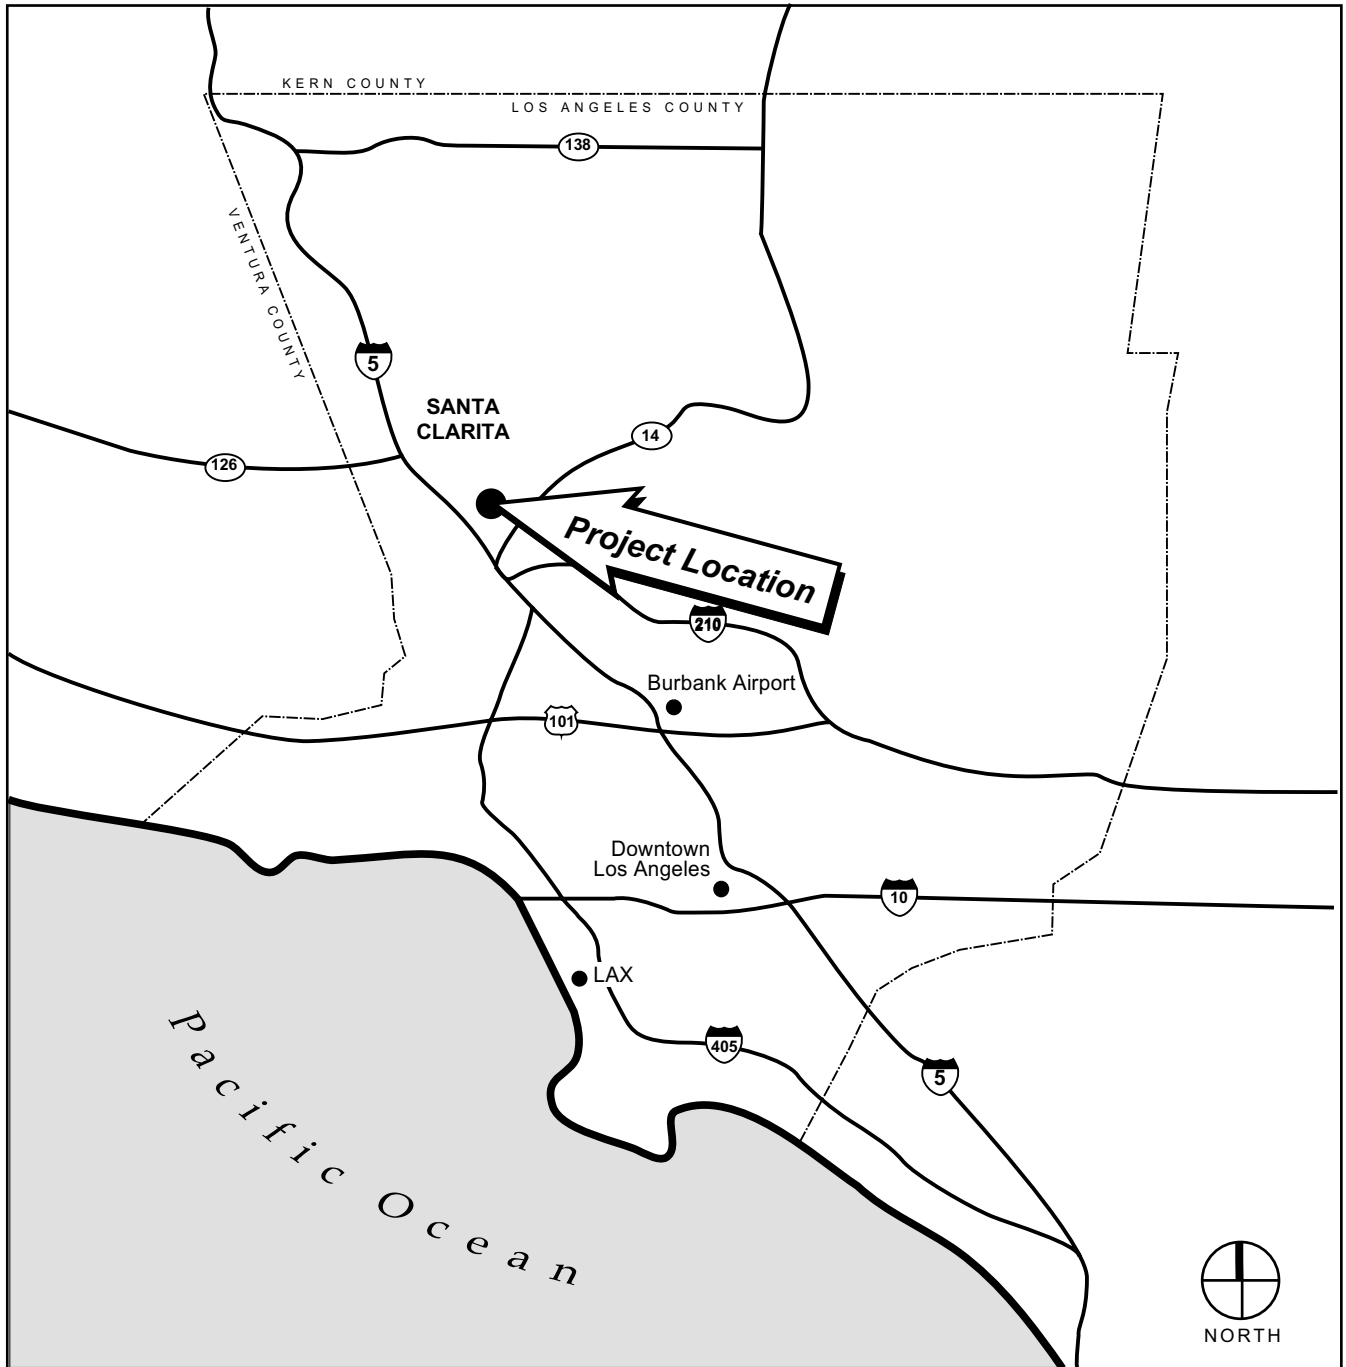 KERN COUNTY
LOS ANGELES COUNTY
138
VENTURA COUNTY
5
SANTA
CLARITA
14
126
Project Location
210
Burbank Airport
101
Downtown
Los Angeles
10
LAX
405
5
Pacific Ocean
NORTH